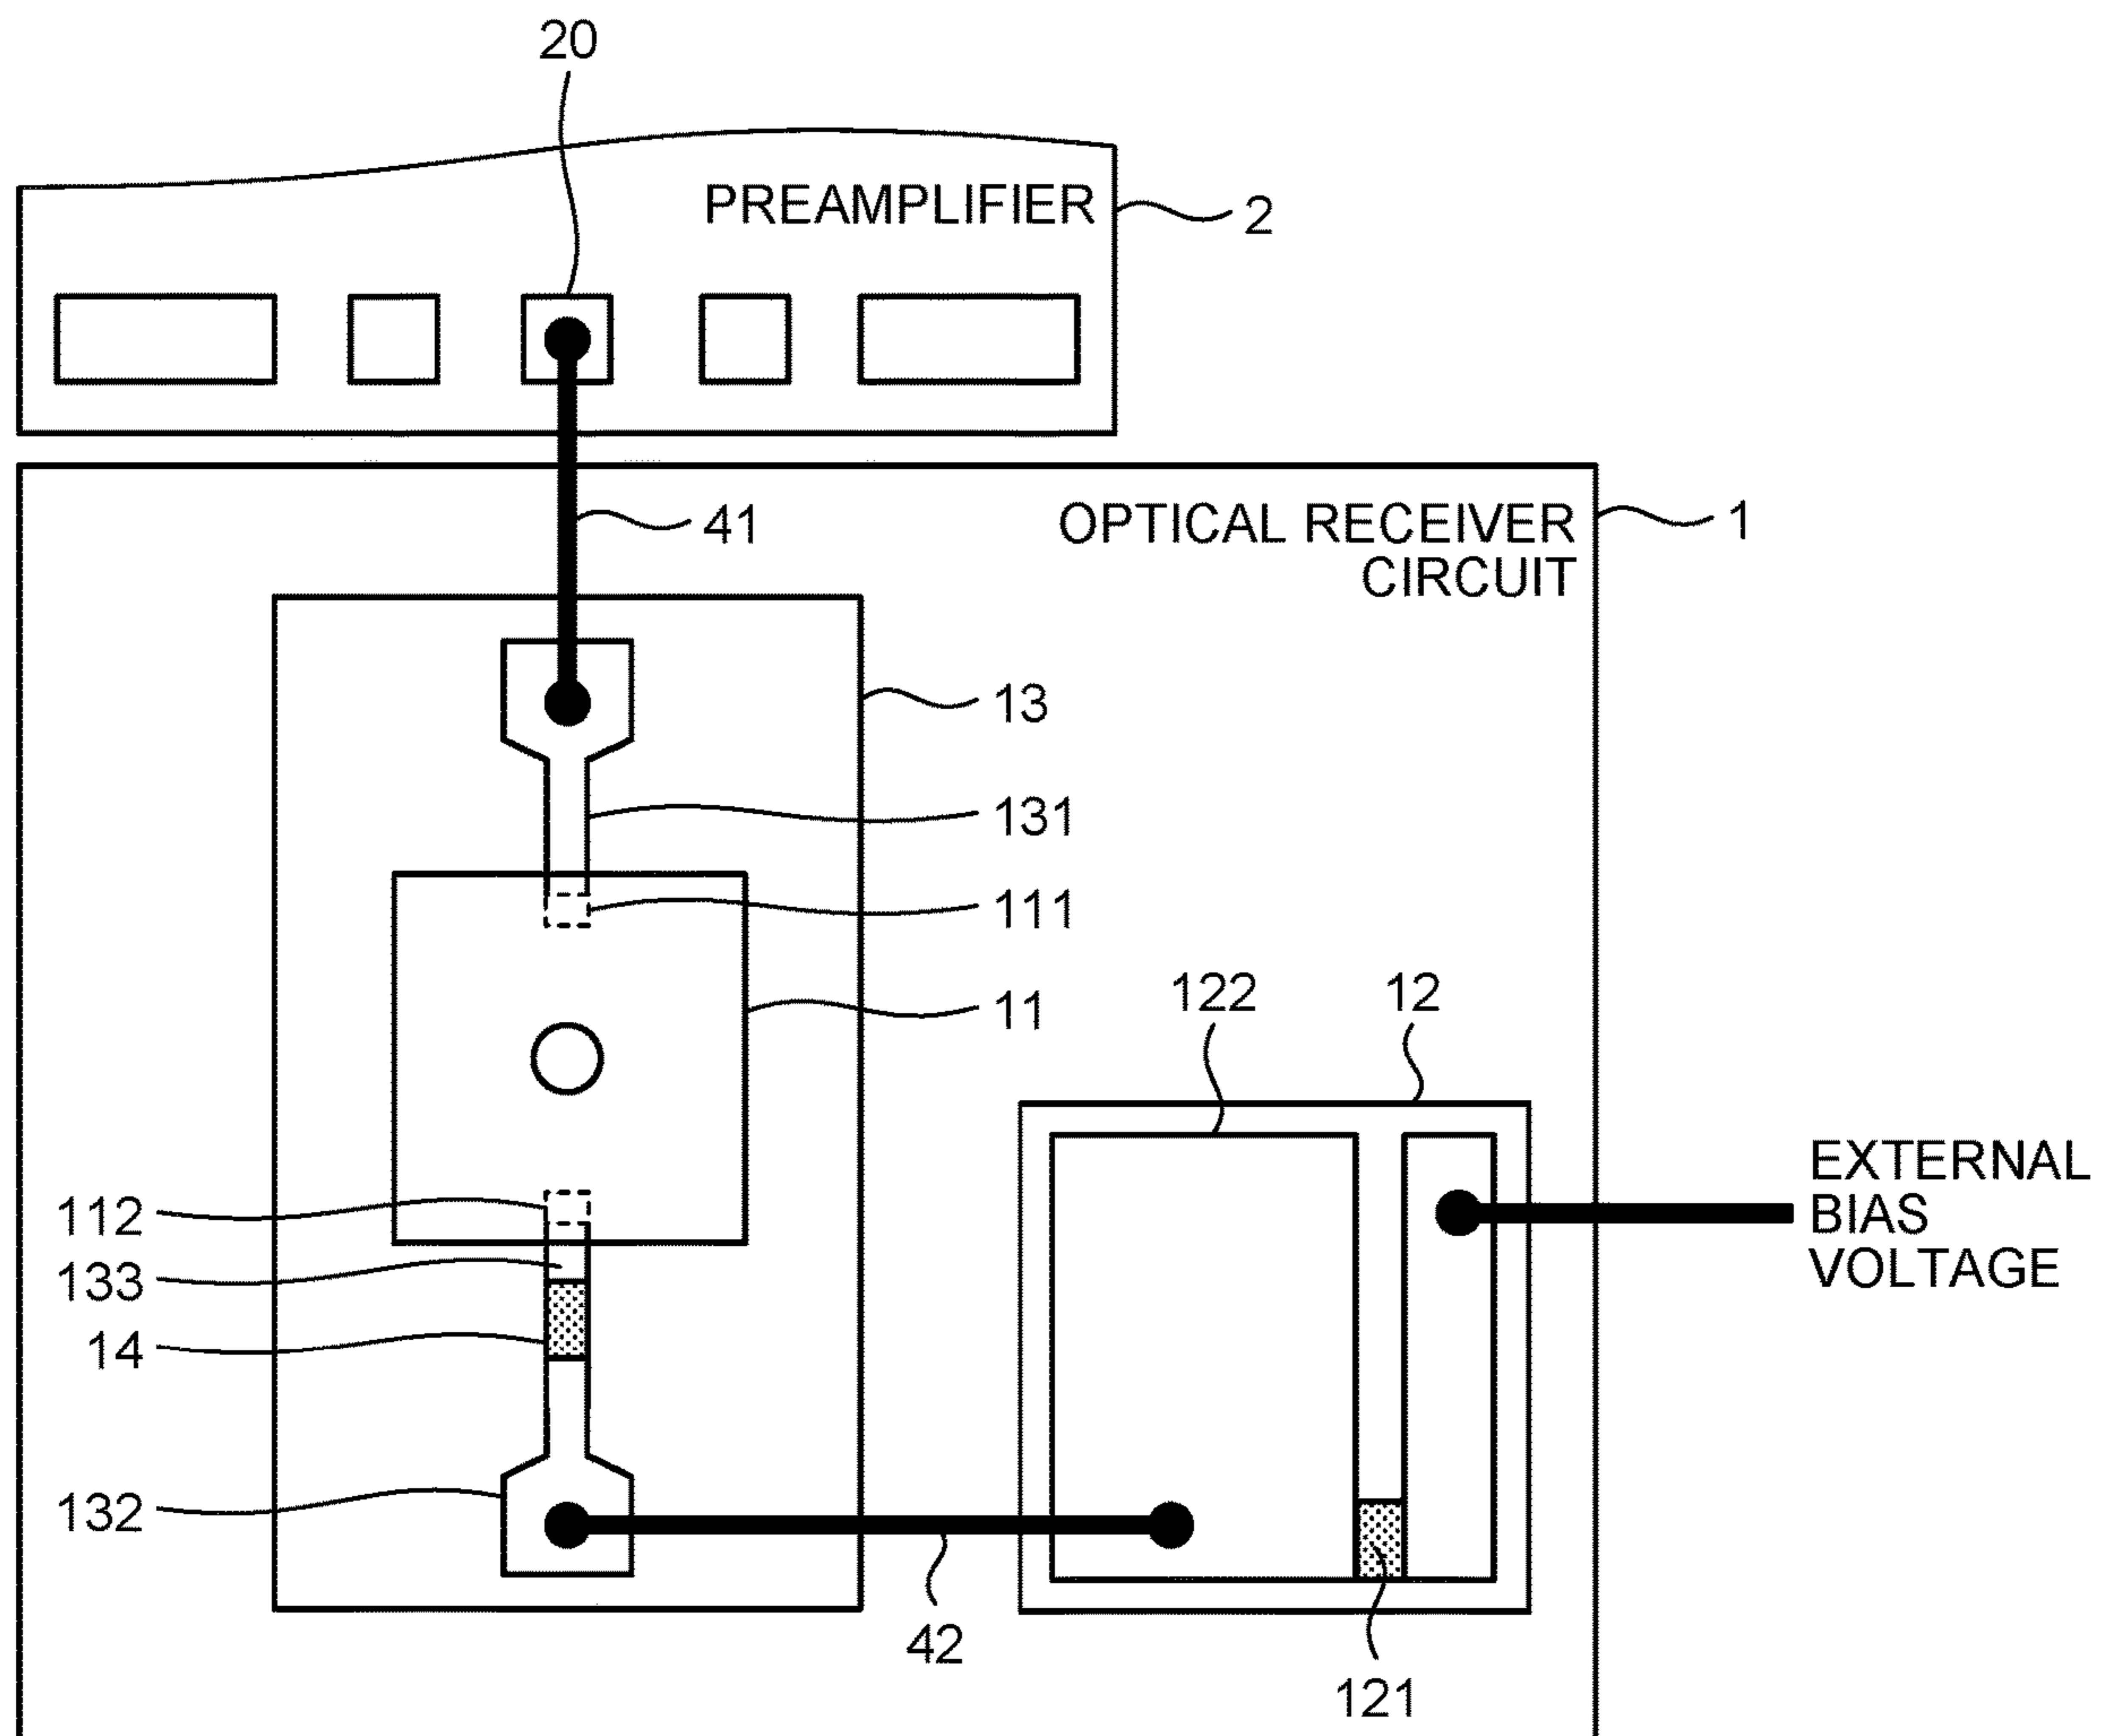 20
PREAMPLIFIER
2
41
OPTICAL RECEIVER
CIRCUIT
1
13
131
111
11
122
12
112
133
14
132
EXTERNAL
BIAS
VOLTAGE
42
121